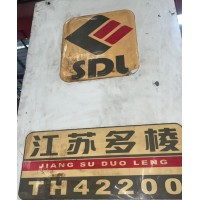 SDL
江苏多棱
JIANG SU DUO LENG
TH42200